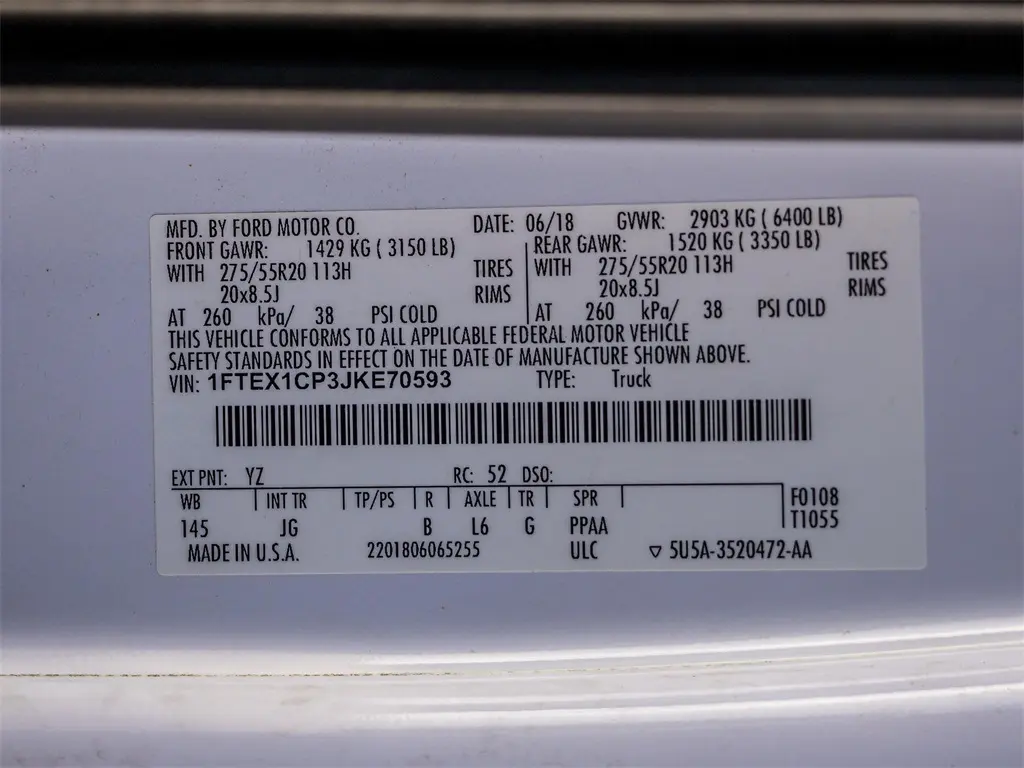 MFD. BY FORD MOTOR CO. DATE: 06/18 GVWR: 2903 KG ( 6400 LB)
FRONT GAWR: 1429 KG ( 3150 LB) REAR GAWR: 1520 KG ( 3350 LB)
WITH 275/55R20 113H TIRES WITH 275/55R20 113H TIRES
20x8.5J RIMS 20x8.5J RIMS
AT 260 kPa/ 38 PSI COLD AT 260 kPa/ 38 PSI COLD
THIS VEHICLE CONFORMS TO ALL APPLICABLE FEDERAL MOTOR VEHICLE
SAFETY STANDARDS IN EFFECT ON THE DATE OF MANUFACTURE SHOWN ABOVE.
VIN: 1FTEX1CP3JKE70593 TYPE: Truck
EXT PNT: YZ RC: 52 DSO:
WB INT TR TP/PS R AXLE TR SPR F0108
145 JG B L6 G PPAA T1055
MADE IN U.S.A. 2201806065255 ULC ▽ 5U5A-3520472-AA